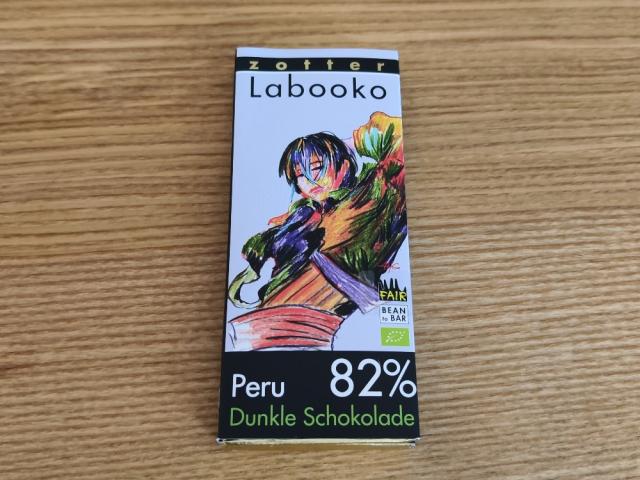 zotter
Labooko
FAIR
BEAN
to BAR
Peru 82%
Dunkle Schokolade